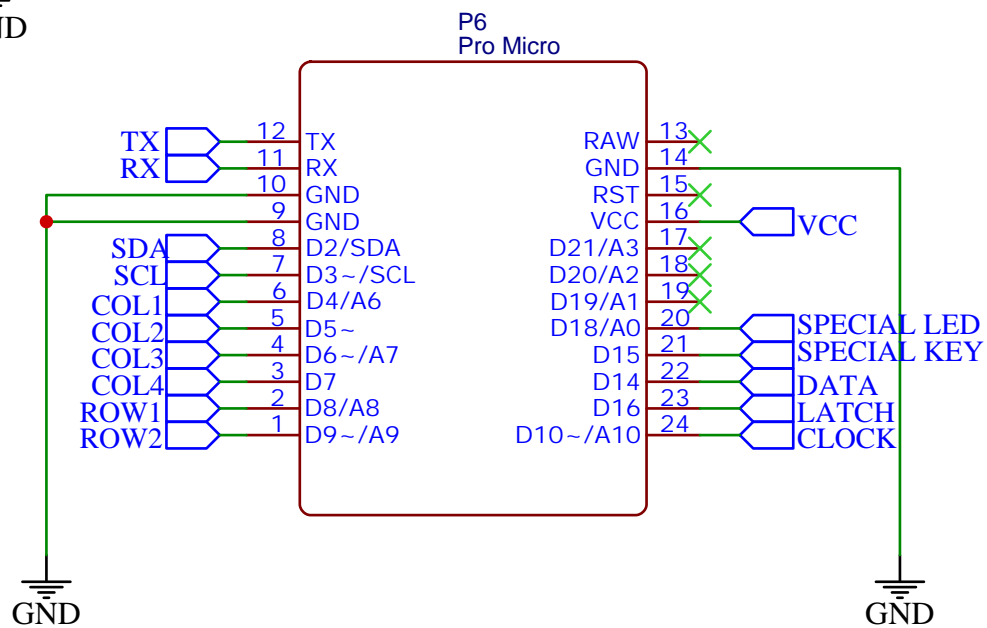 ND
P6
Pro Micro
TX 12 TX
RX 11 RX
10 GND
9 GND
SDA 8 D2/SDA
SCL 7 D3~/SCL
COL1 6 D4/A6
COL2 5 D5~
COL3 4 D6~/A7
COL4 3 D7
ROW1 2 D8/A8
ROW2 1 D9~/A9
RAW 13
GND 14
RST 15
VCC 16 VCC
D21/A3 17
D20/A2 18
D19/A1 19
D18/A0 20 SPECIAL LED
D15 21 SPECIAL KEY
D14 22 DATA
D16 23 LATCH
D10~/A10 24 CLOCK
GND
GND